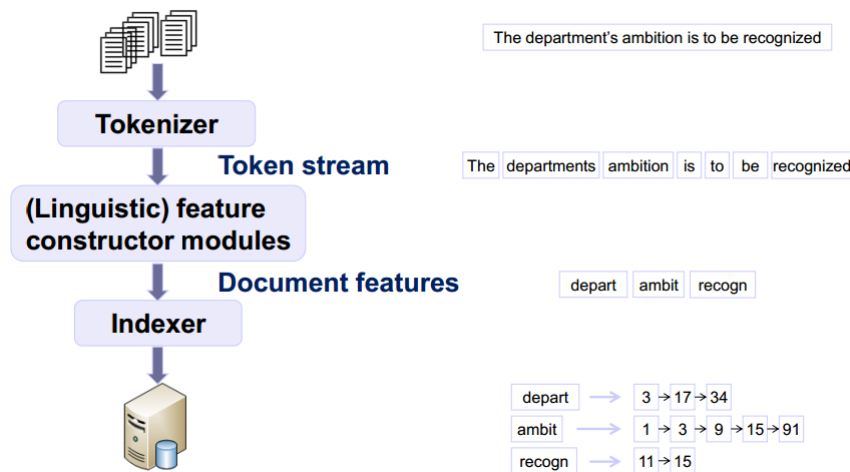 The department's ambition is to be recognized
Tokenizer
Token stream
The departments ambition is to be recognized
(Linguistic) feature
constructor modules
Document features
depart ambit recogn
Indexer
depart 3 17 34
ambit 1 3 9 15 91
recogn 11 15